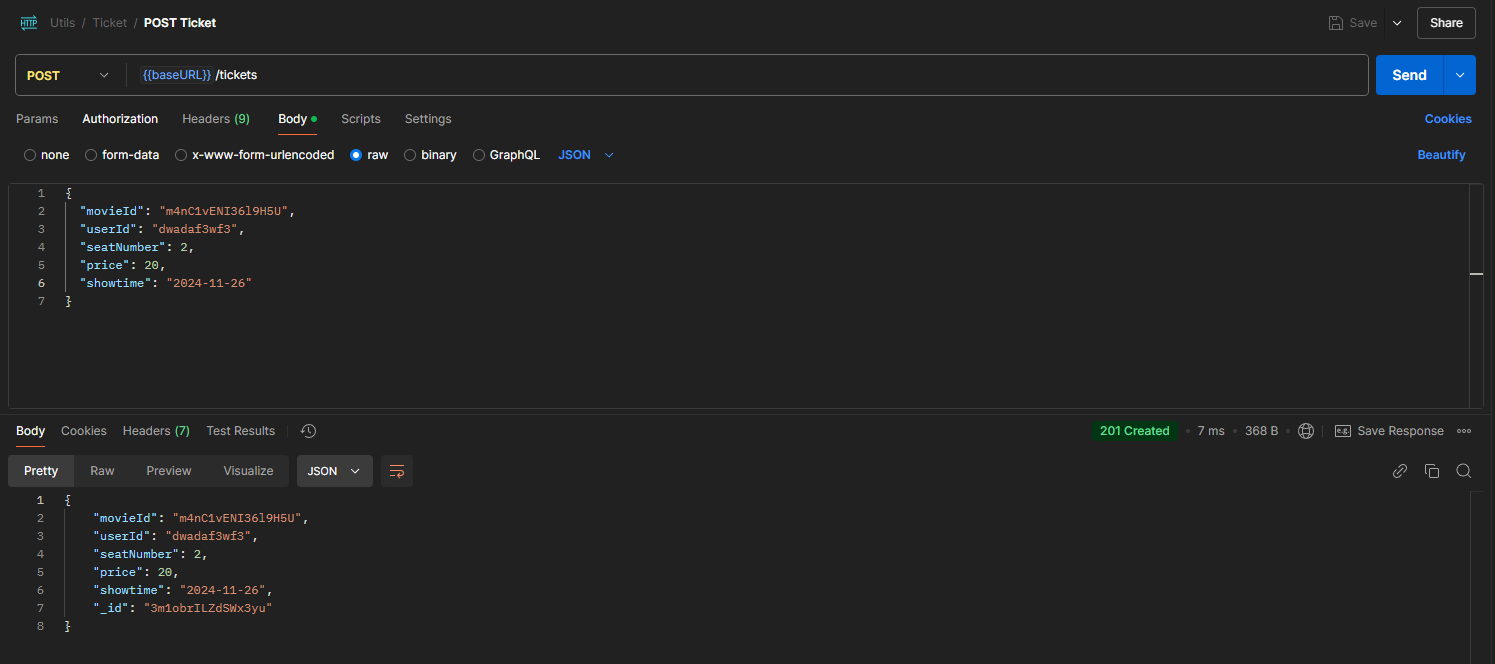 HTTP Utils / Ticket / POST Ticket Save Share
POST {{baseURL}} /tickets Send
Params Authorization Headers (9) Body Scripts Settings Cookies
none form-data x-www-form-urlencoded raw binary GraphQL JSON Beautify
1 {
2 "movieId": "m4nC1vENI36l9H5U",
3 "userId": "dwadaf3wf3",
4 "seatNumber": 2,
5 "price": 20,
6 "showtime": "2024-11-26"
7 }
Body Cookies Headers (7) Test Results 201 Created 7 ms 368 B e.g. Save Response
Pretty Raw Preview Visualize JSON
1 {
2 "movieId": "m4nC1vENI36l9H5U",
3 "userId": "dwadaf3wf3",
4 "seatNumber": 2,
5 "price": 20,
6 "showtime": "2024-11-26",
7 "_id": "3m1obrILZdSWx3yu"
8 }